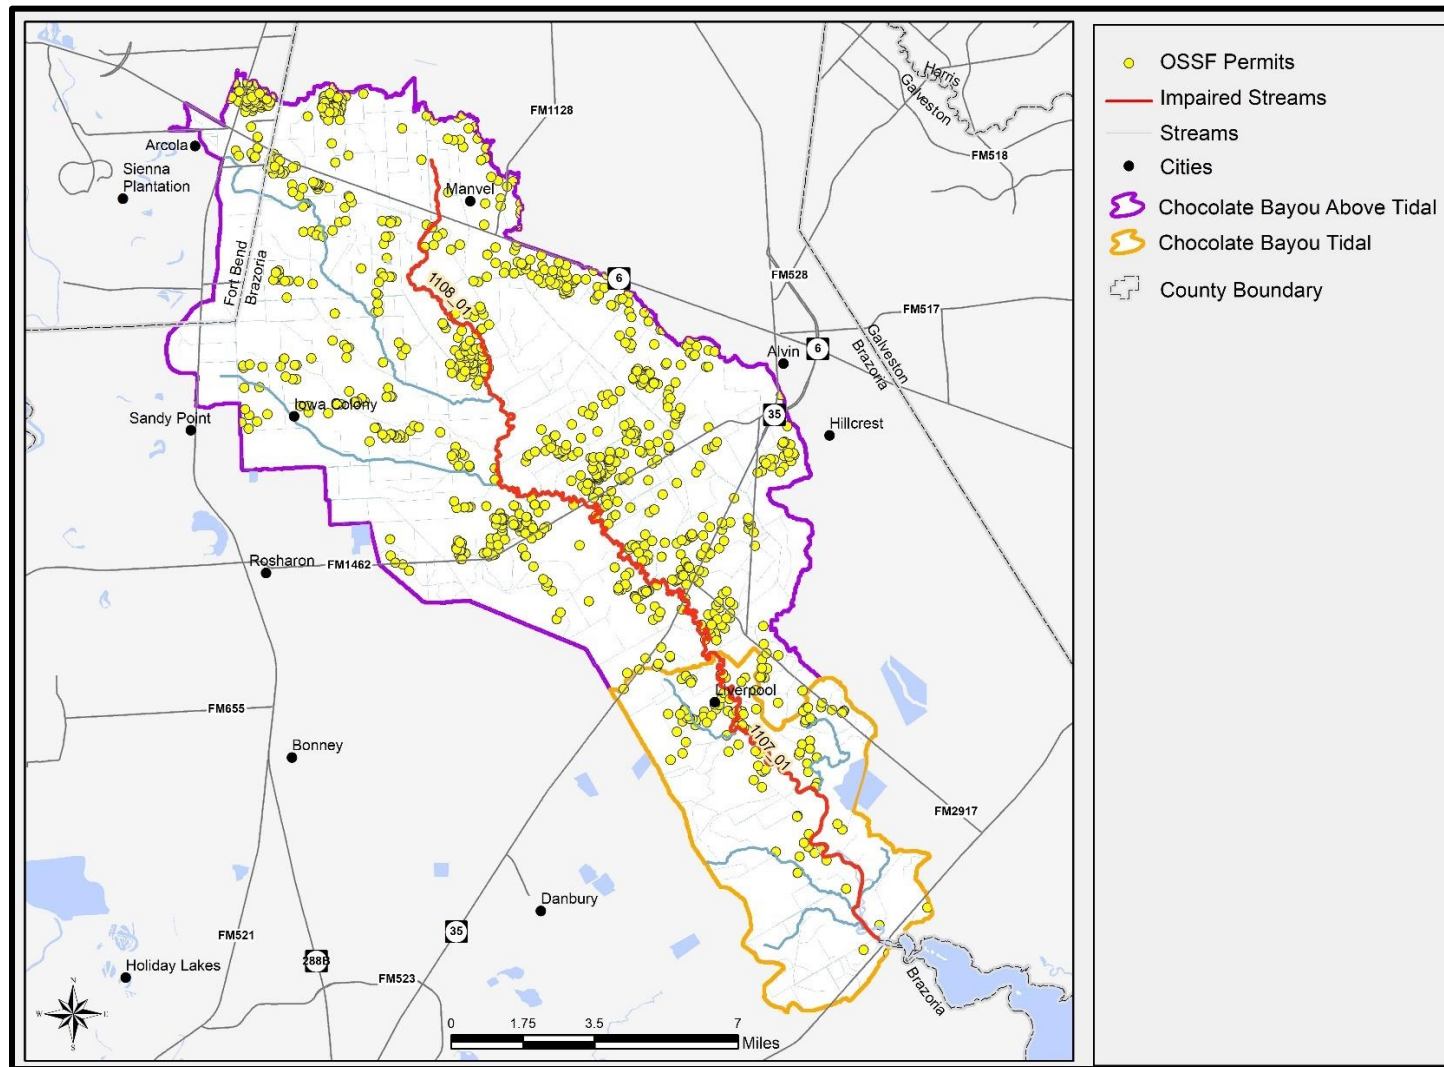 Harris
Galveston
FM1128
FM518
Arcola
Sienna
Plantation
Manvel
Fort Bend
Brazoria
6
FM528
1108_01
FM517
Galveston
Brazoria
Alvin
6
Iowa Colony
Sandy Point
35
Hillcrest
Rosharon
FM1462
Liverpool
FM655
1107_01
Bonney
FM2917
Danbury
35
FM521
288B
Holiday Lakes
FM523
Brazoria
N
W
E
S
0
1.75
3.5
7
Miles
OSSF Permits
Impaired Streams
Streams
Cities
Chocolate Bayou Above Tidal
Chocolate Bayou Tidal
County Boundary